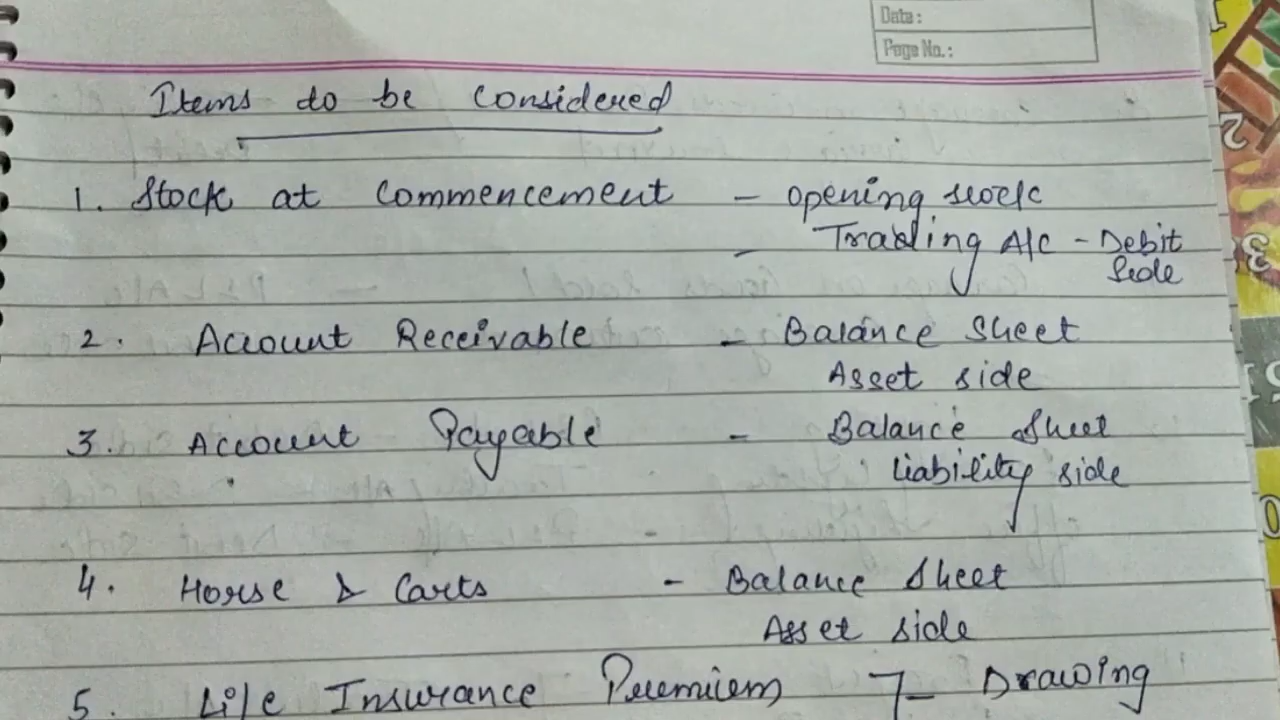 Date:
Page No.:
Items to be Considered
1. Stock at Commencement - Opening stock
- Trading A/c - Debit
side
2. Account Receivable - Balance Sheet
Asset side
3. Account Payable - Balance Sheet
liability side
4. Horse & Carts - Balance Sheet
Asset side
5. Life Insurance Premium 7- Drawing